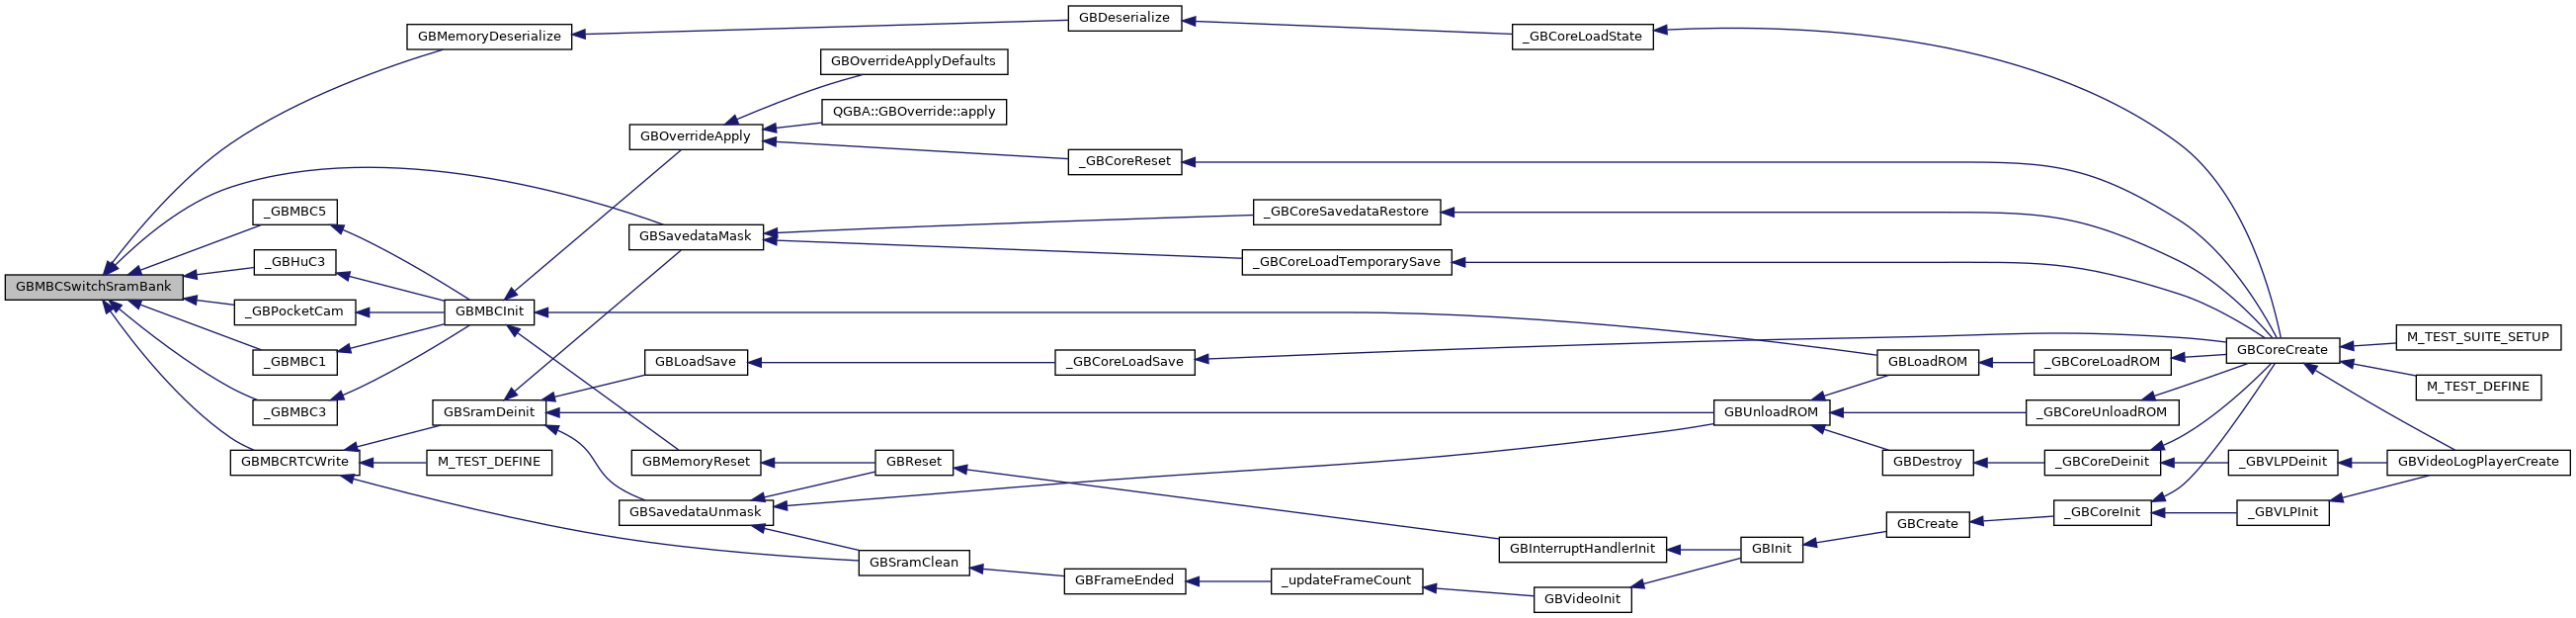 GBMBCSwitchSramBank
GBMemoryDeserialize
GBDeserialize
_GBCoreLoadState
GBOverrideApplyDefaults
QGBA::GBOverride::apply
GBOverrideApply
_GBCoreReset
_GBMBC5
_GBHuC3
_GBPocketCam
_GBMBC1
_GBMBC3
GBMBCRTCWrite
GBSavedataMask
_GBCoreSavedataRestore
_GBCoreLoadTemporarySave
GBMBCInit
GBSramDeinit
M_TEST_DEFINE
GBLoadSave
_GBCoreLoadSave
GBMemoryReset
GBSavedataUnmask
GBReset
GBSramClean
GBFrameEnded
_updateFrameCount
GBInterruptHandlerInit
GBVideoInit
GBUnloadROM
GBInit
GBLoadROM
GBDestroy
GBCreate
_GBCoreLoadROM
_GBCoreUnloadROM
_GBCoreDeinit
_GBCoreInit
GBCoreCreate
_GBVLPDeinit
_GBVLPInit
M_TEST_SUITE_SETUP
M_TEST_DEFINE
GBVideoLogPlayerCreate